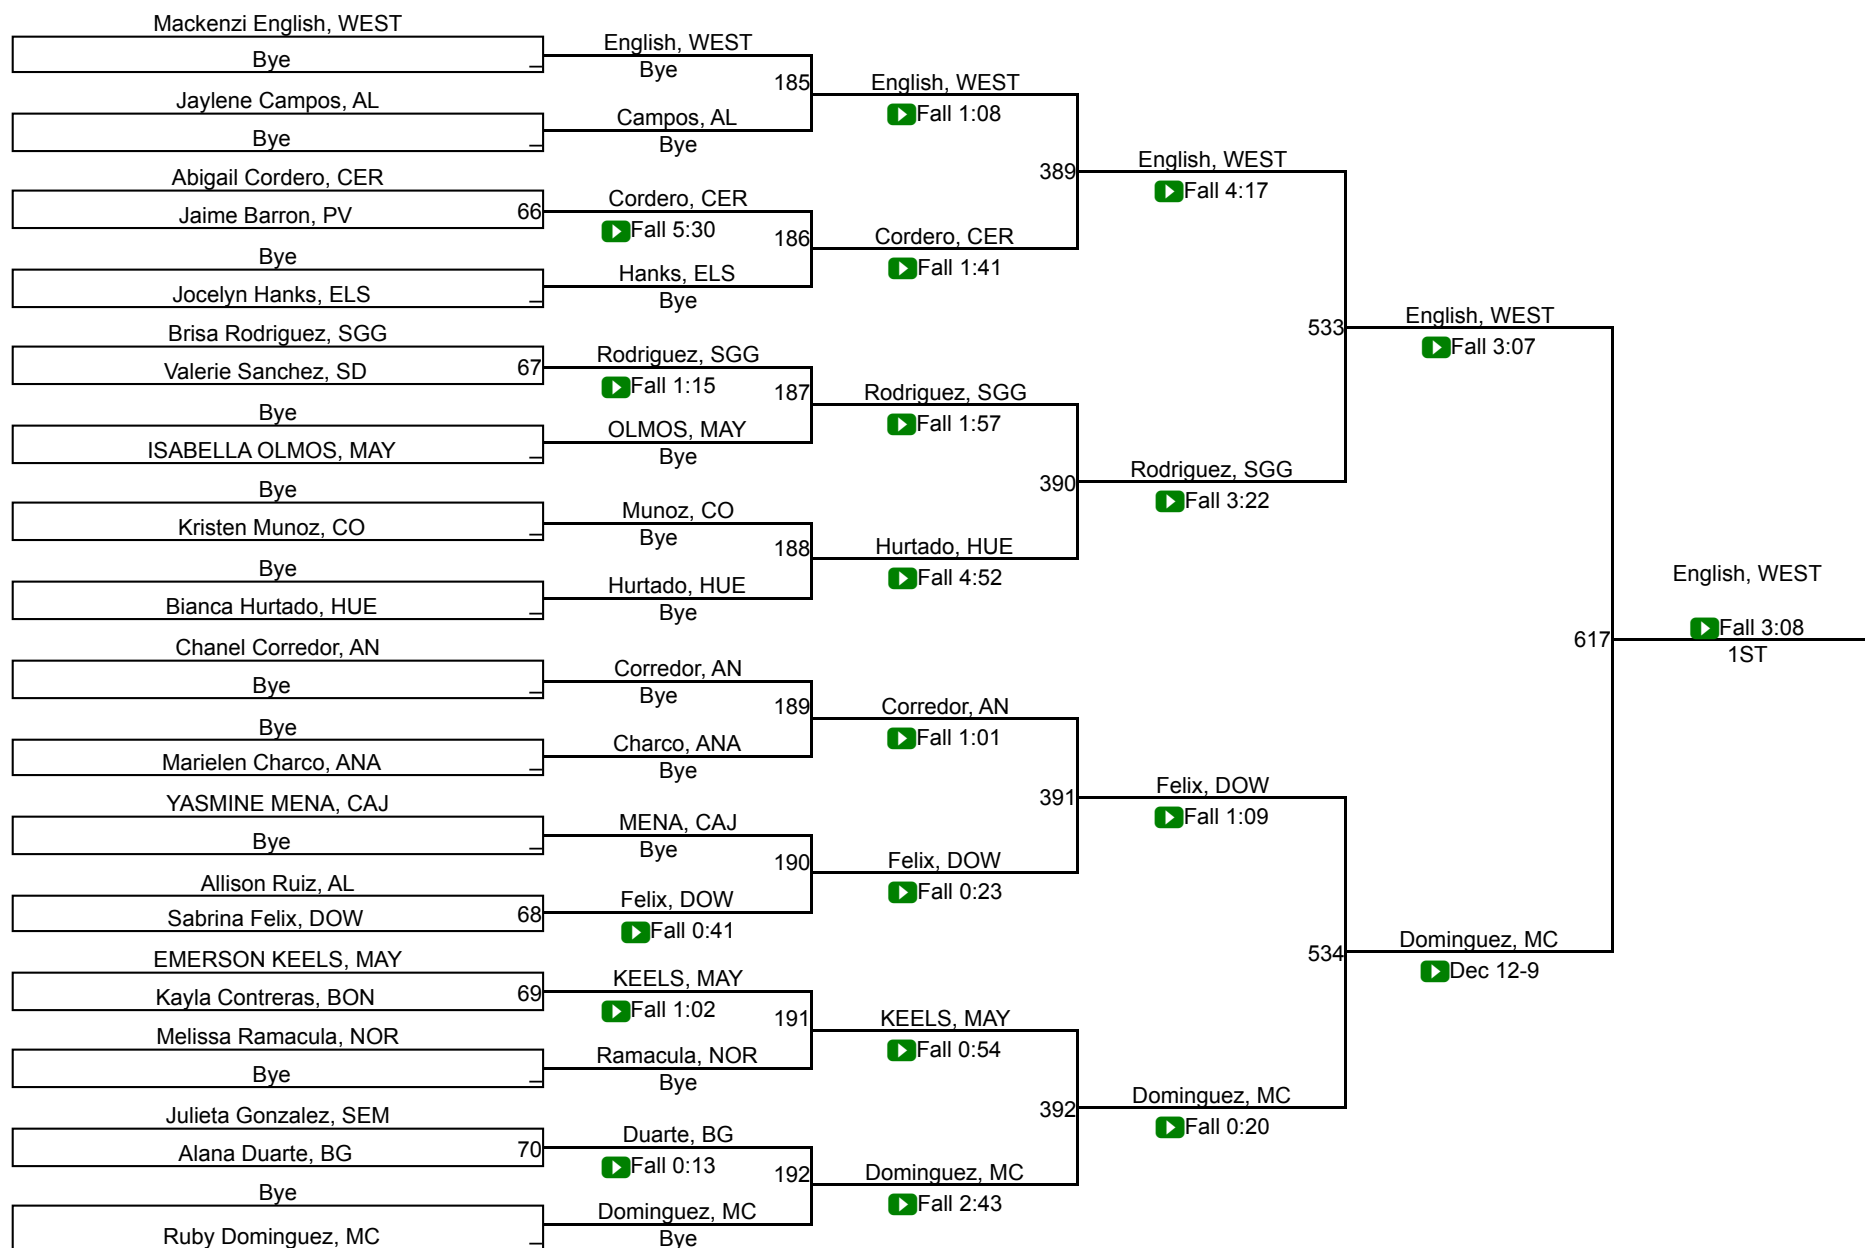 Mackenzi English, WEST
Bye
Jaylene Campos, AL
Bye
Abigail Cordero, CER
Jaime Barron, PV 66
Bye
Jocelyn Hanks, ELS
Brisa Rodriguez, SGG
Valerie Sanchez, SD 67
Bye
ISABELLA OLMOS, MAY
Bye
Kristen Munoz, CO
Bye
Bianca Hurtado, HUE
Chanel Corredor, AN
Bye
Bye
Marielen Charco, ANA
YASMINE MENA, CAJ
Bye
Allison Ruiz, AL
Sabrina Felix, DOW 68
EMERSON KEELS, MAY
Kayla Contreras, BON 69
Melissa Ramacula, NOR
Bye
Julieta Gonzalez, SEM
Alana Duarte, BG 70
Bye
Ruby Dominguez, MC
English, WEST
Bye
185
Campos, AL
Bye
Cordero, CER
Fall 5:30
186
Hanks, ELS
Bye
Rodriguez, SGG
Fall 1:15
187
OLMOS, MAY
Bye
Munoz, CO
Bye
188
Hurtado, HUE
Bye
Corredor, AN
Bye
189
Charco, ANA
Bye
MENA, CAJ
Bye
190
Felix, DOW
Fall 0:41
KEELS, MAY
Fall 1:02
191
Ramacula, NOR
Bye
Duarte, BG
Fall 0:13
192
Dominguez, MC
Bye
English, WEST
Fall 1:08
389
Cordero, CER
Fall 1:41
Rodriguez, SGG
Fall 1:57
390
Hurtado, HUE
Fall 4:52
Corredor, AN
Fall 1:01
391
Felix, DOW
Fall 0:23
KEELS, MAY
Fall 0:54
392
Dominguez, MC
Fall 2:43
English, WEST
Fall 4:17
533
Rodriguez, SGG
Fall 3:22
Felix, DOW
Fall 1:09
534
Dominguez, MC
Fall 0:20
English, WEST
Fall 3:07
617
Dominguez, MC
Dec 12-9
English, WEST
Fall 3:08
1ST